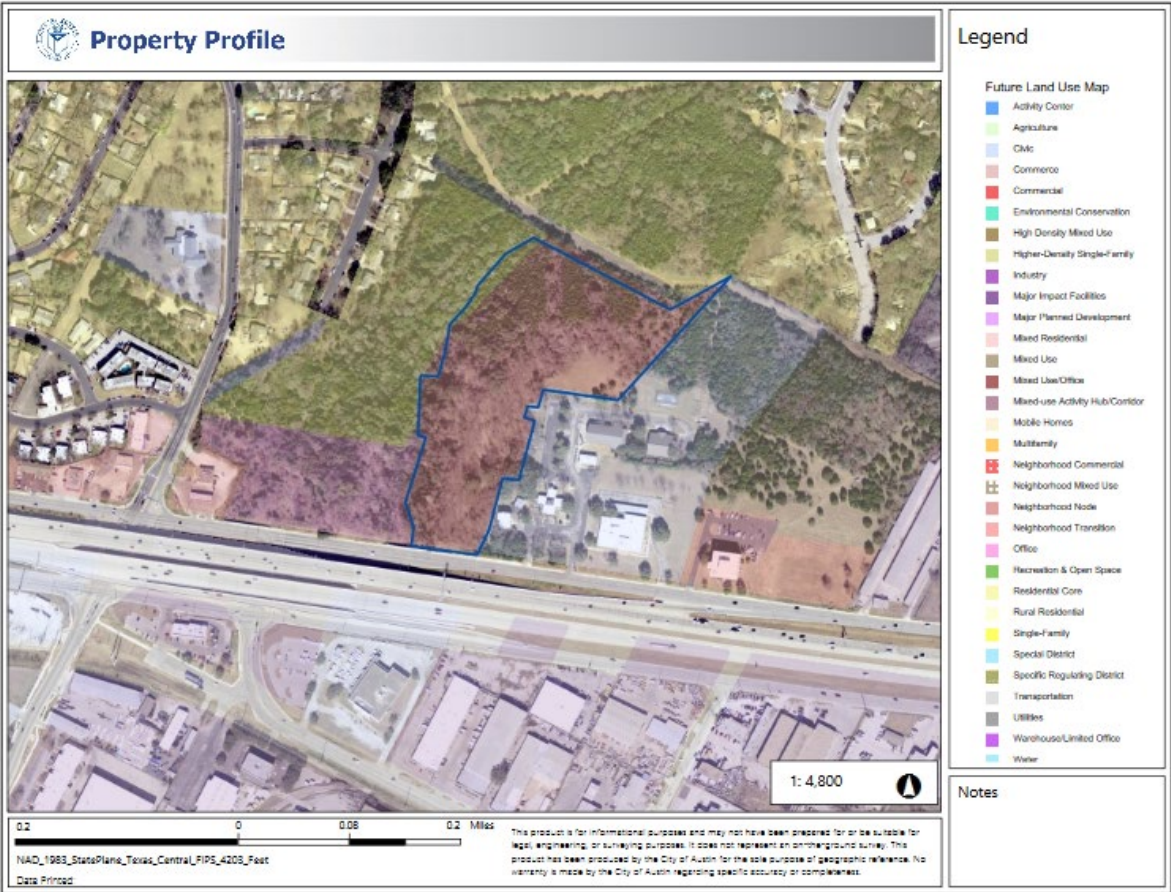 Property Profile
Legend
Future Land Use Map
Activity Center
Agriculture
Civic
Commerce
Commercial
Environmental Conservation
High Density Mixed Use
Higher-Density Single-Family
Industry
Major Impact Facilities
Major Planned Development
Mixed Residential
Mixed Use
Mixed Use/Office
Mixed-use Activity Hub/Corridor
Mobile Homes
Multifamily
Neighborhood Commercial
Neighborhood Mixed Use
Neighborhood Node
Neighborhood Transition
Office
Recreation & Open Space
Residential Core
Rural Residential
Single-Family
Special District
Specific Regulating District
Transportation
Utilities
Warehouse/Limited Office
Water
1: 4,800
Notes
0.2 0 0.08 0.2 Miles
NAD_1983_StatePlane_Texas_Central_FIPS_4203_Feet
Date Printed:
This product is for informational purposes and may not have been prepared for or be suitable for
legal, engineering, or surveying purposes. It does not represent an on-the-ground survey. This
product has been produced by the City of Austin for the sole purpose of geographic reference. No
warranty is made by the City of Austin regarding specific accuracy or completeness.